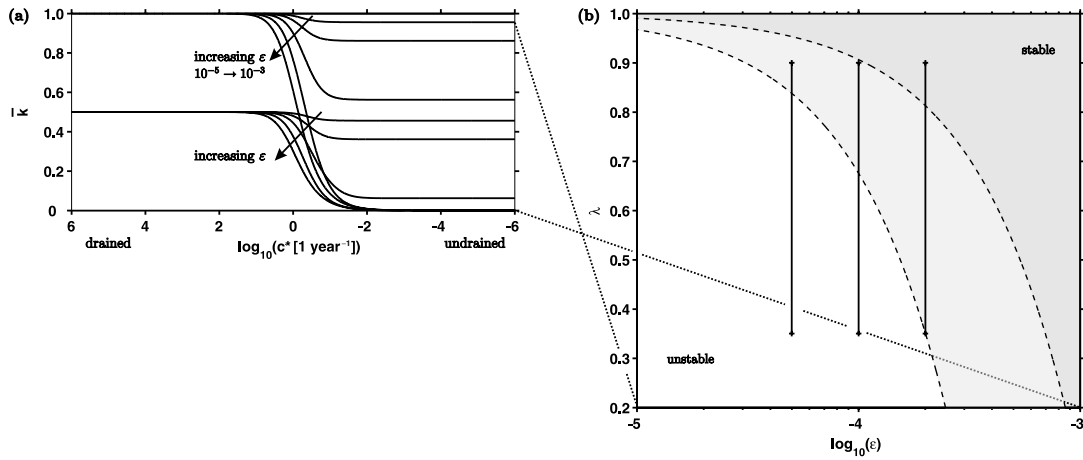 (a)
1.0
0.8
0.6
0.4
0.2
0
k
increasing ε
10⁻⁵ → 10⁻³
increasing ε
6 4 2 0 -2 -4 -6
drained log₁₀(c* [1 year⁻¹]) undrained
(b)
1.0
0.9
0.8
0.7
0.6
0.5
0.4
0.3
0.2
λ
stable
unstable
-5 -4 -3
log₁₀(ε)